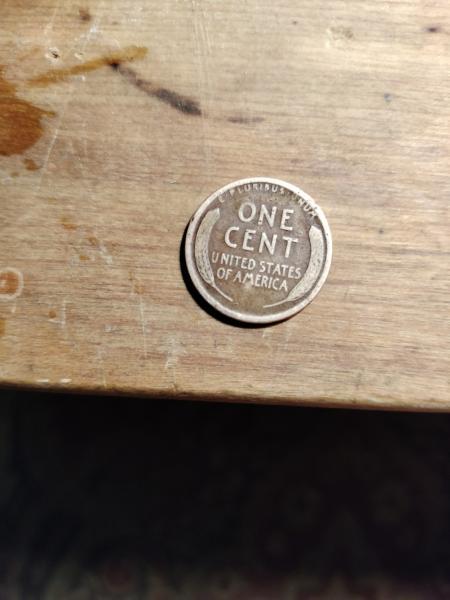 E PLURIBUS UNUM
ONE
CENT
UNITED STATES
OF AMERICA